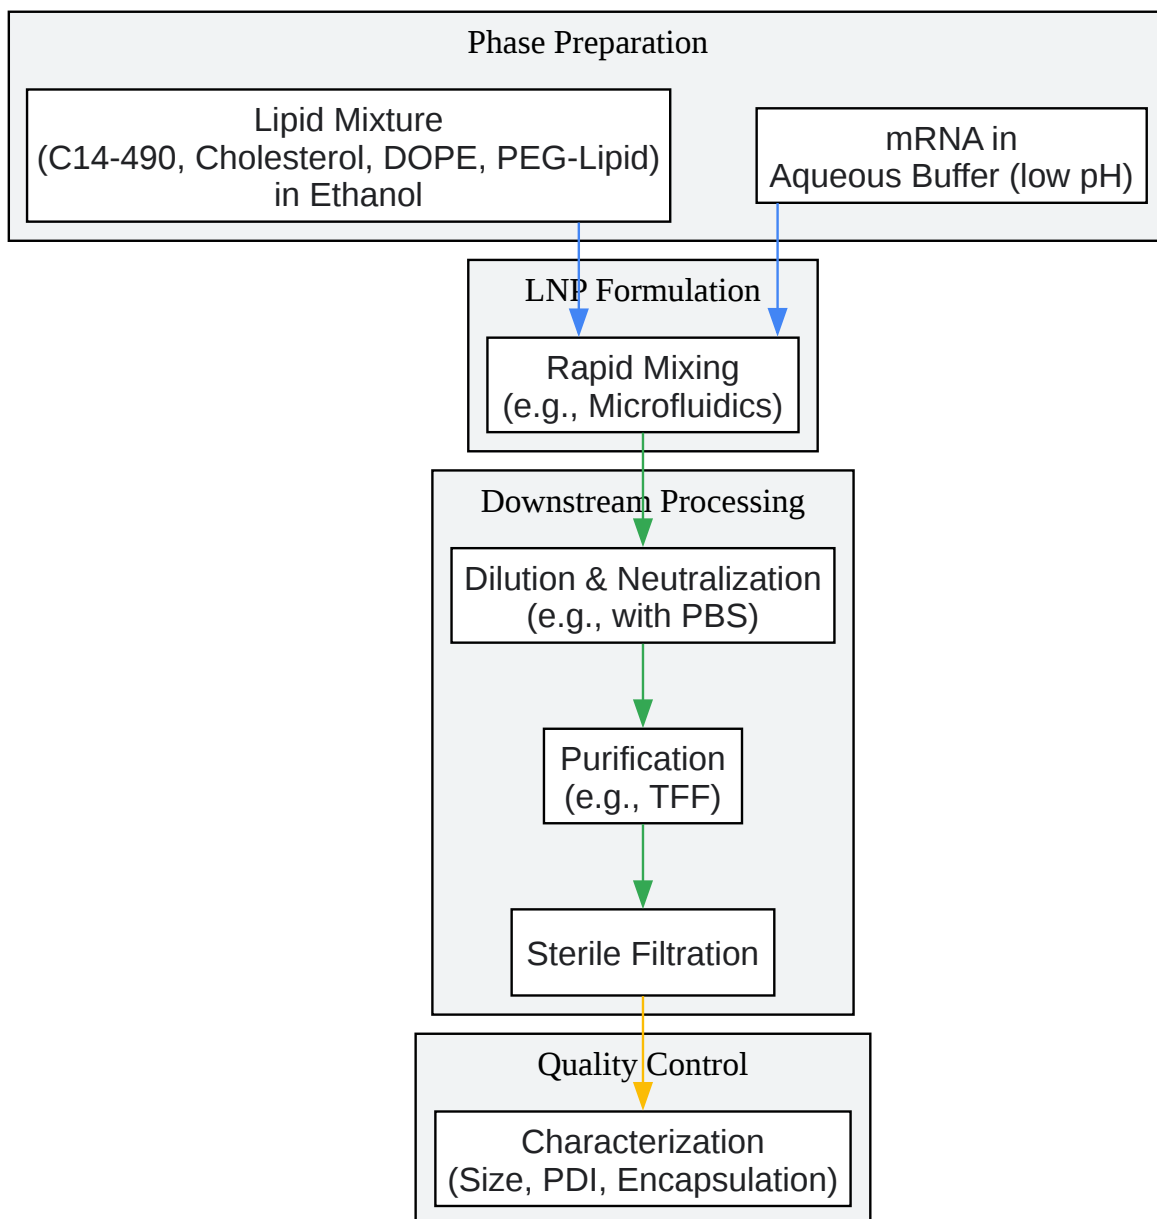 Phase Preparation
Lipid Mixture
(C14-490, Cholesterol, DOPE, PEG-Lipid)
in Ethanol
mRNA in
Aqueous Buffer (low pH)
LNP Formulation
Rapid Mixing
(e.g., Microfluidics)
Downstream Processing
Dilution & Neutralization
(e.g., with PBS)
Purification
(e.g., TFF)
Sterile Filtration
Quality Control
Characterization
(Size, PDI, Encapsulation)